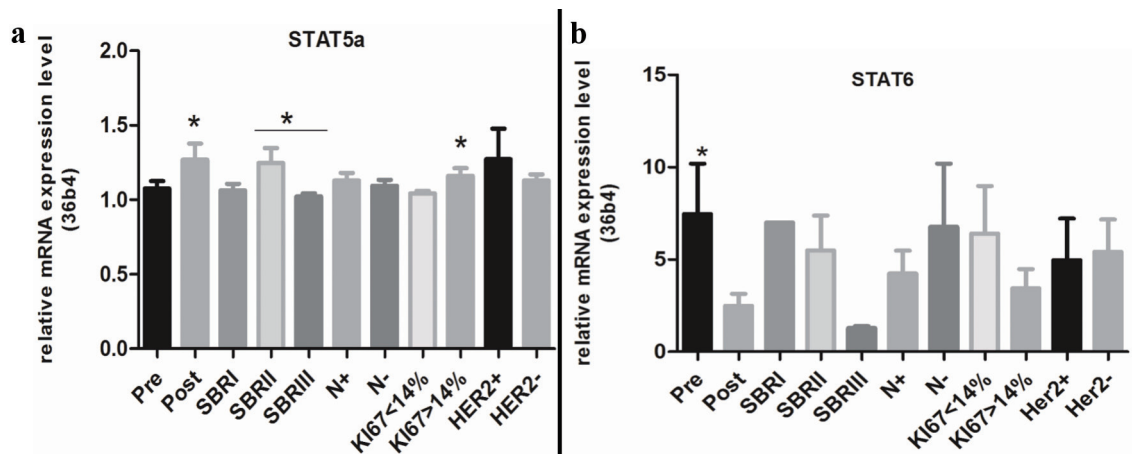 a
STAT5a
relative mRNA expression level
(36b4)
2.0
1.5
1.0
0.5
0.0
*
*
*
Pre
Post
SBRI
SBRII
SBRIII
N+
N-
KI67<14%
KI67>14%
HER2+
HER2-
b
STAT6
relative mRNA expression level
(36b4)
15
10
5
0
*
Pre
Post
SBRI
SBRII
SBRIII
N+
N-
KI67<14%
KI67>14%
Her2+
Her2-